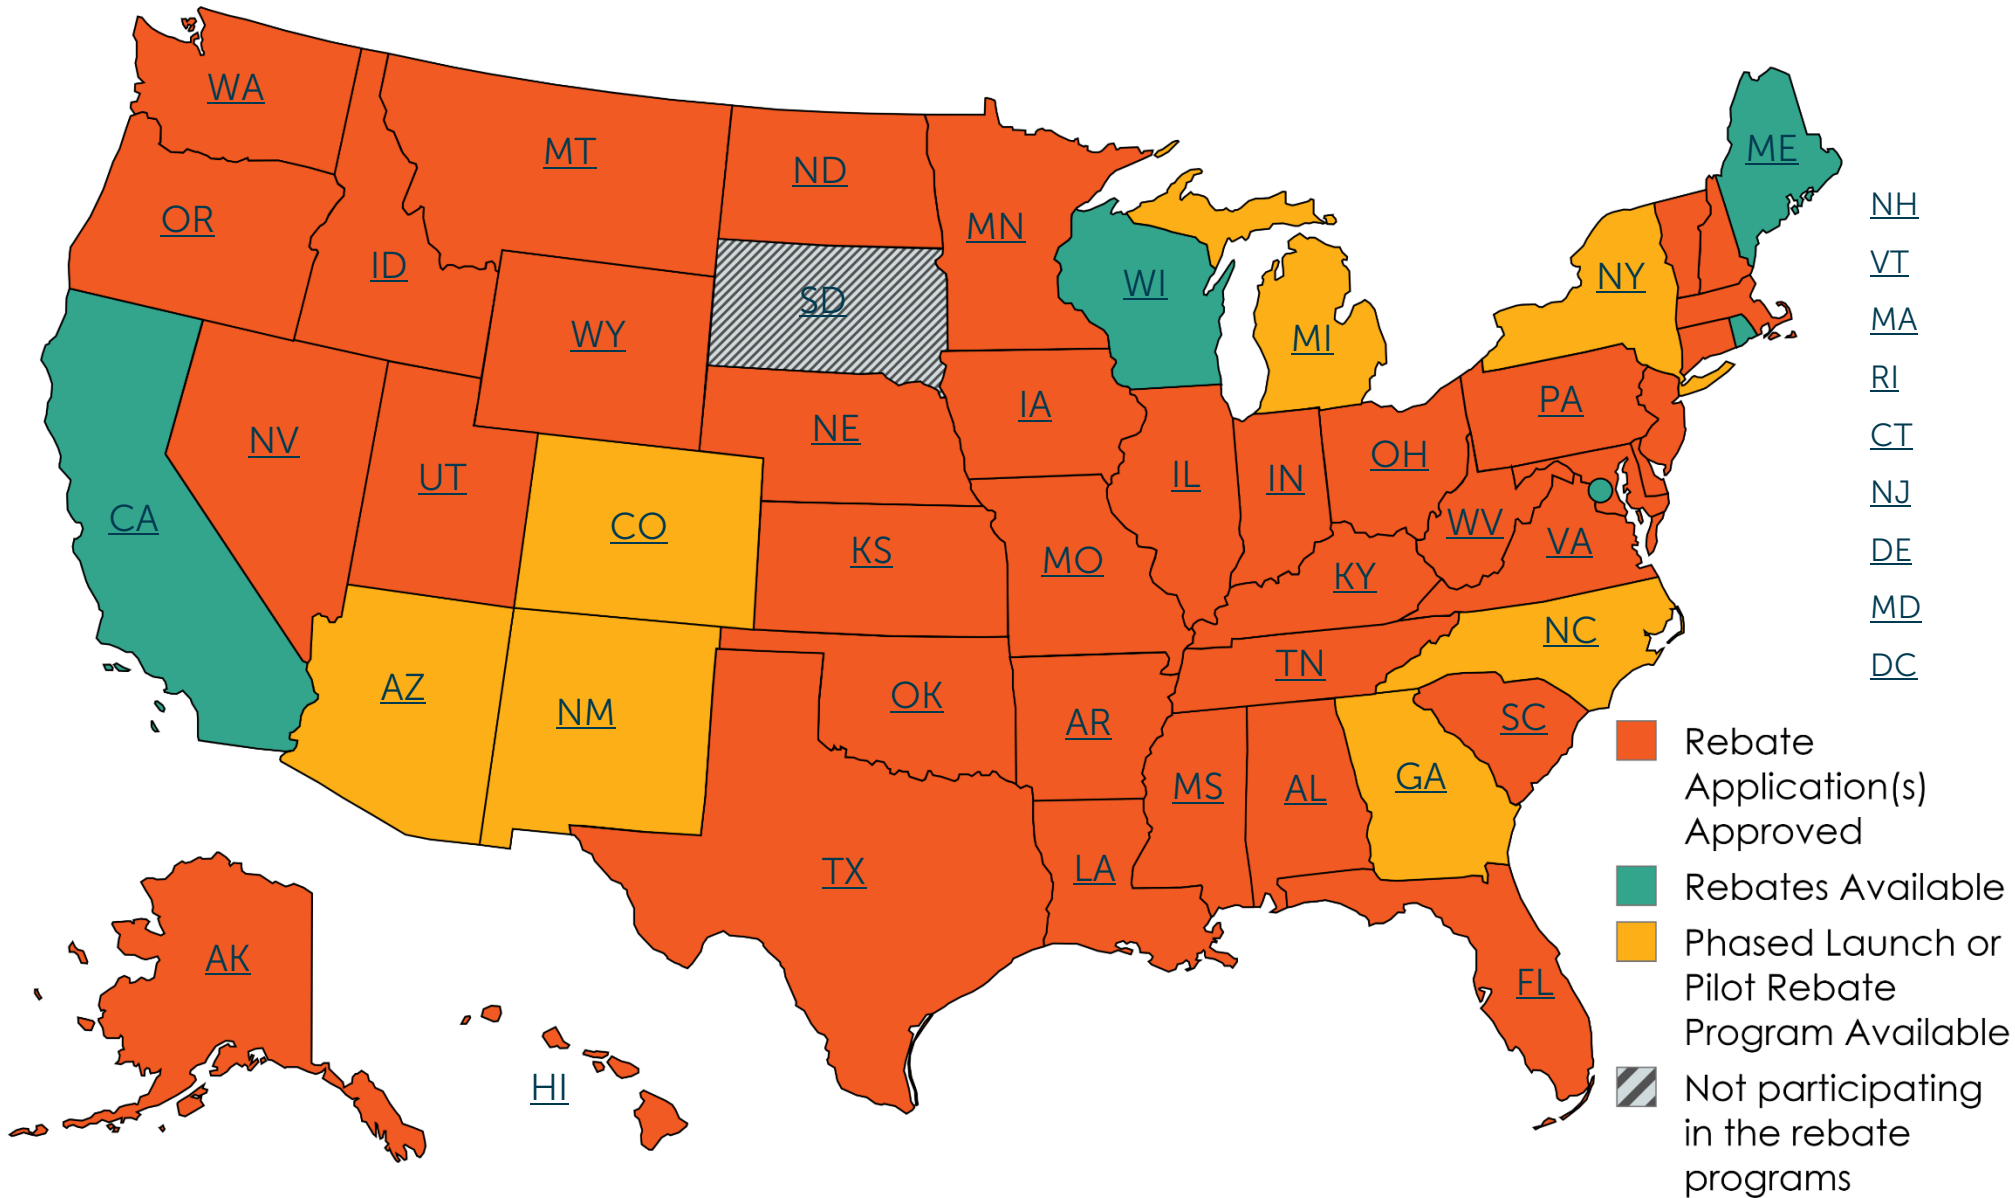 WA
MT
ND
MN
OR
ID
SD
WY
WI
MI
NY
ME
NH
VT
MA
RI
CT
NJ
DE
MD
DC
NV
UT
CA
CO
NE
IA
KS
MO
IL
IN
OH
PA
WV
VA
KY
NC
TN
SC
AZ
NM
OK
AR
MS
AL
GA
TX
LA
FL
AK
HI
Rebate
Application(s)
Approved
Rebates Available
Phased Launch or
Pilot Rebate
Program Available
Not participating
in the rebate
programs